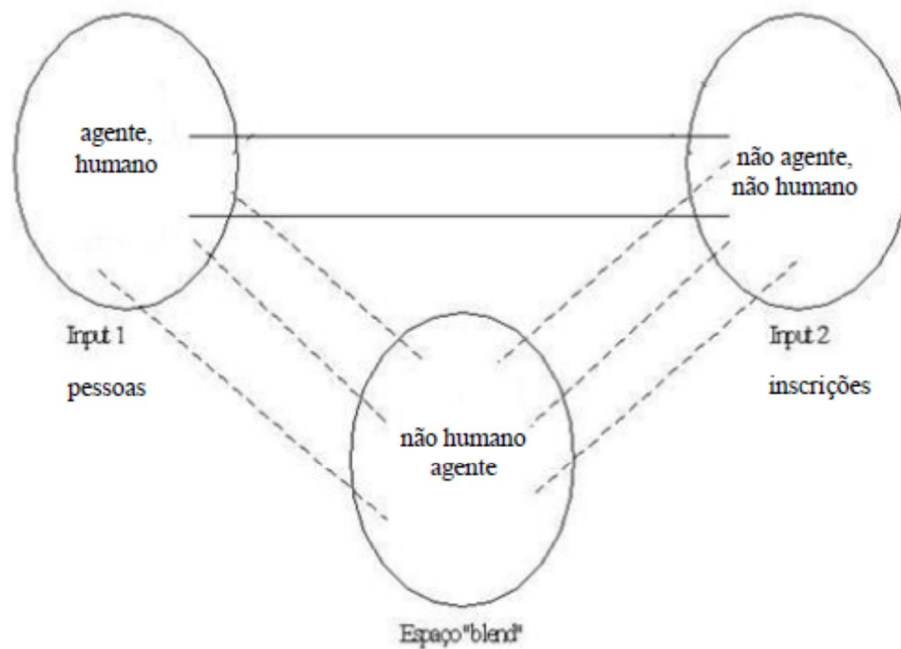 agente,
humano
não agente,
não humano
Input 1
Input 2
pessoas
inscrições
não humano
agente
Espaço "blend"